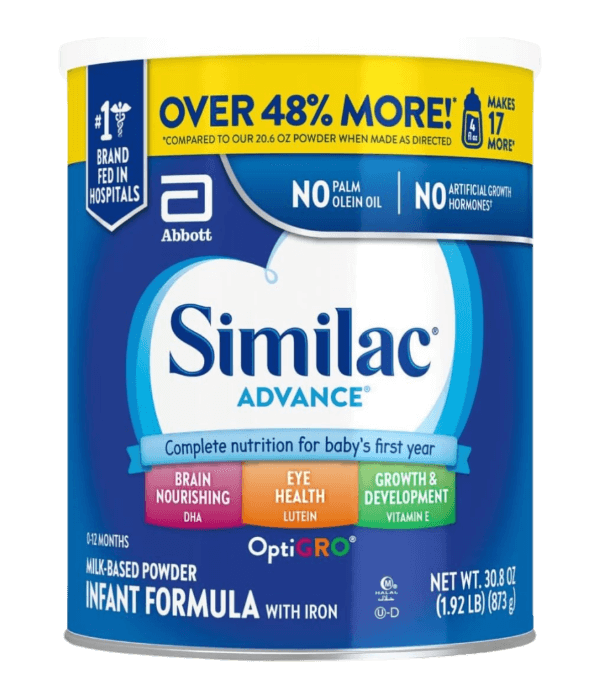 #1
BRAND
FED IN
HOSPITALS
OVER 48% MORE!*
*COMPARED TO OUR 20.6 OZ POWDER WHEN MADE AS DIRECTED
4
fl oz
MAKES
17
MORE*
Abbott
NO PALM OLEIN OIL
NO ARTIFICIAL GROWTH HORMONES†
Similac®
ADVANCE®
Complete nutrition for baby's first year
BRAIN
NOURISHING
DHA
EYE
HEALTH
LUTEIN
GROWTH &
DEVELOPMENT
VITAMIN E
OptiGRO®
0-12 MONTHS
MILK-BASED POWDER
INFANT FORMULA WITH IRON
M
HALAL
U-D
NET WT. 30.8 OZ
(1.92 LB) (873 g)